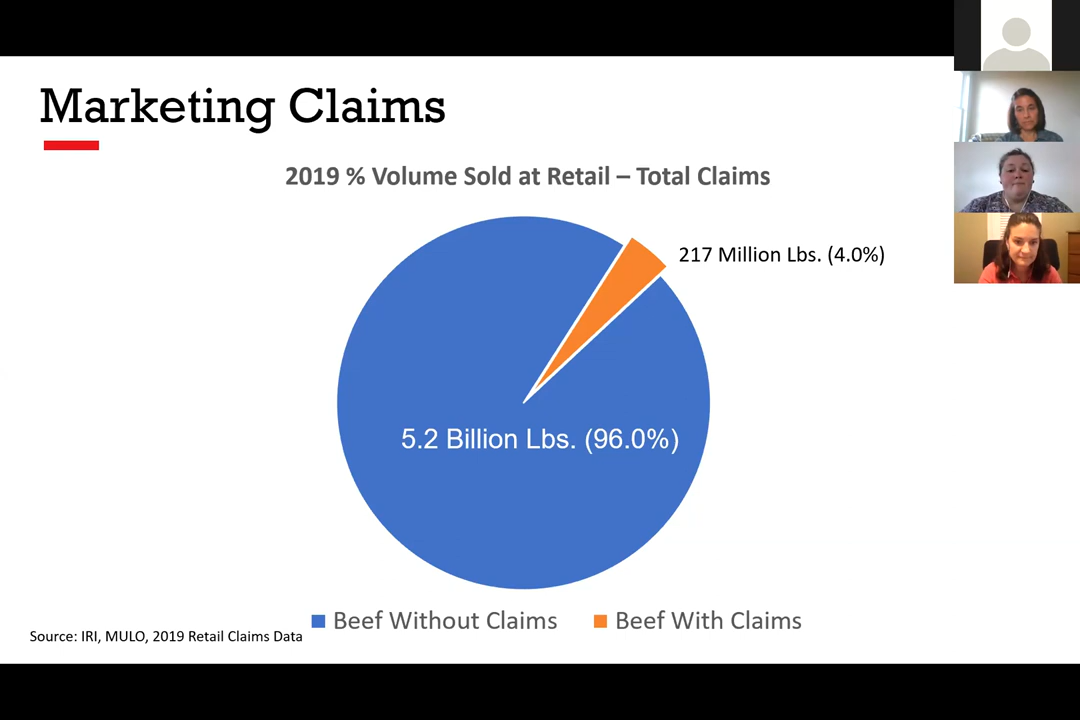 Marketing Claims
2019 % Volume Sold at Retail – Total Claims
217 Million Lbs. (4.0%)
5.2 Billion Lbs. (96.0%)
Beef Without Claims
Beef With Claims
Source: IRI, MULO, 2019 Retail Claims Data